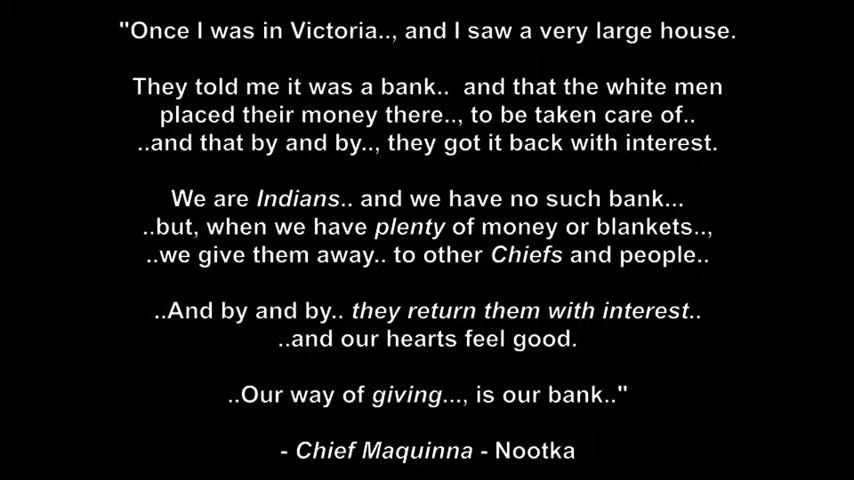 "Once I was in Victoria.., and I saw a very large house.
They told me it was a bank.. and that the white men
placed their money there.., to be taken care of..
..and that by and by.., they got it back with interest.
We are Indians.. and we have no such bank...
..but, when we have plenty of money or blankets..,
..we give them away.. to other Chiefs and people..
..And by and by.. they return them with interest..
..and our hearts feel good.
..Our way of giving..., is our bank.."
- Chief Maquinna - Nootka